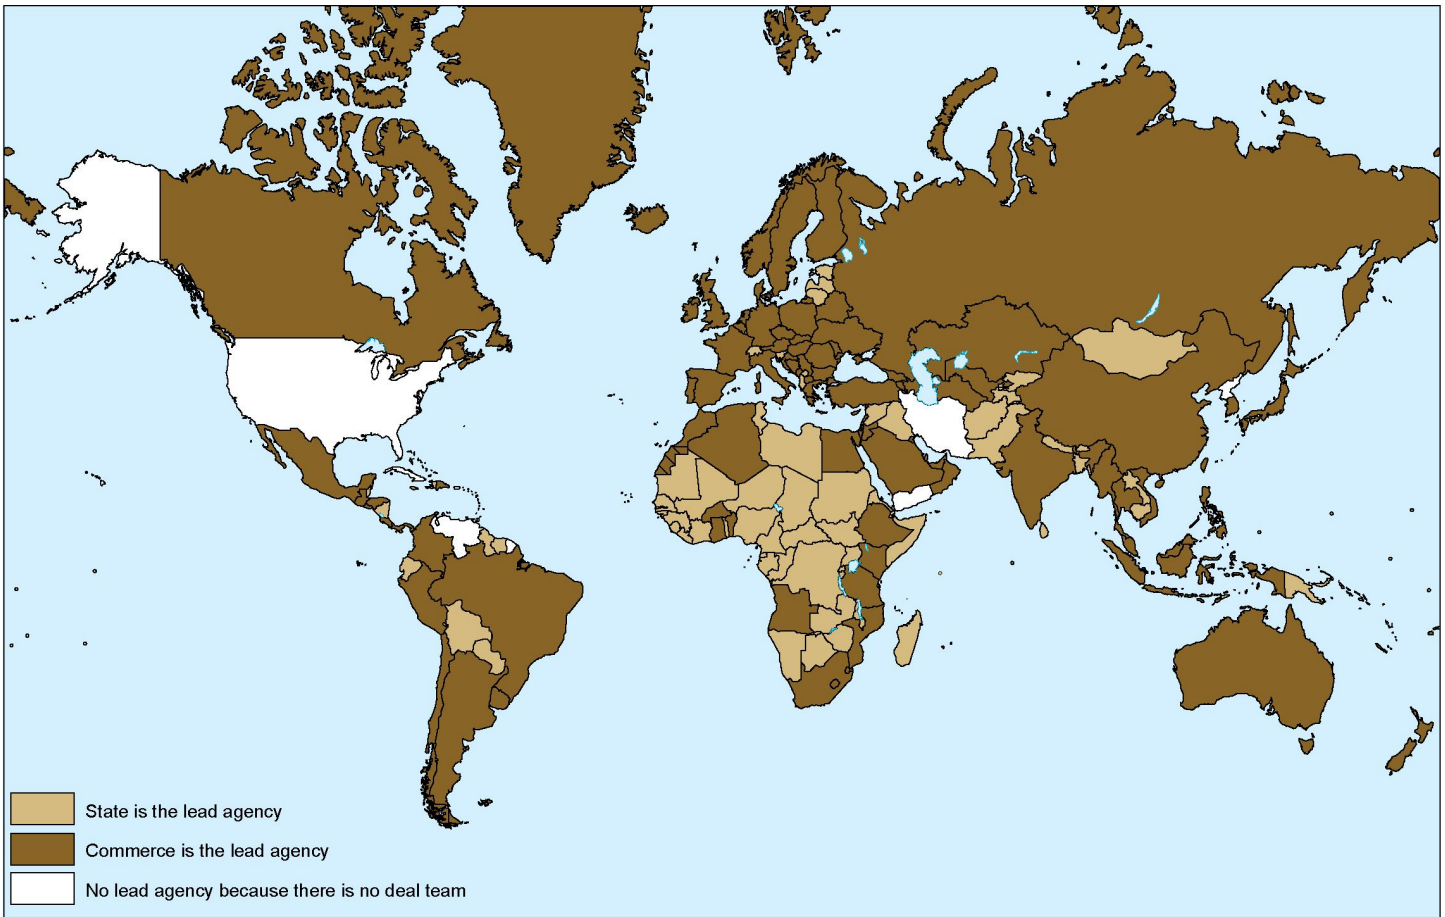 State is the lead agency
Commerce is the lead agency
No lead agency because there is no deal team